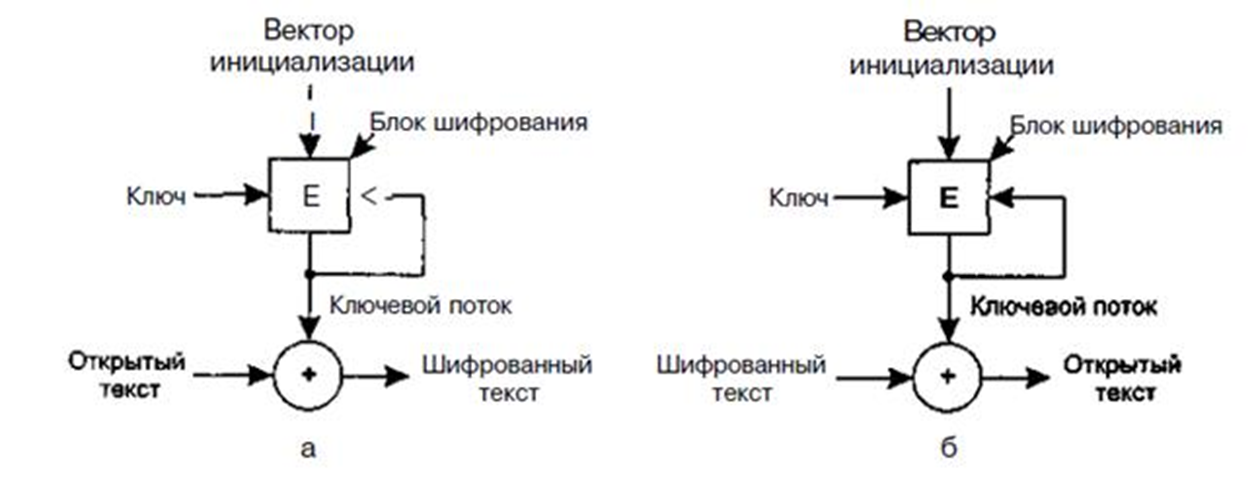 Вектор
инициализации
Блок шифрования
Ключ
E
<
Ключевой поток
Открытый
текст
+
Шифрованный
текст
а
Вектор
инициализации
Блок шифрования
Ключ
E
Ключевой поток
Шифрованный
текст
+
Открытый
текст
б